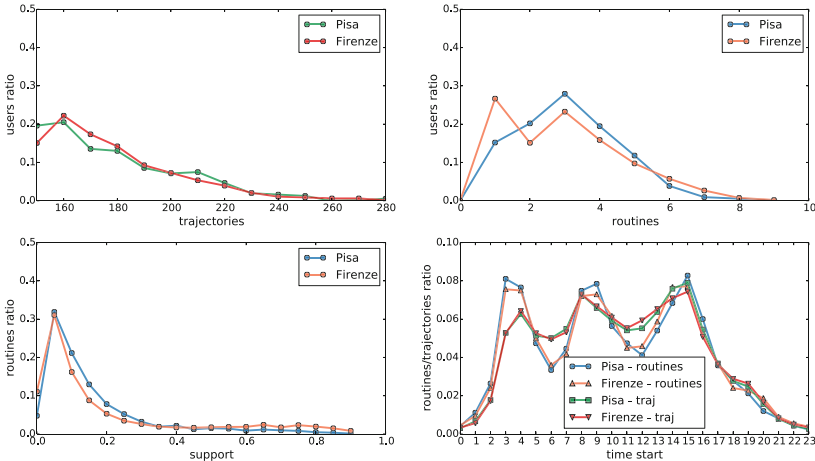 0.5
0.4
0.3
0.2
0.1
0.0
users ratio
160 180 200 220 240 260 280
trajectories
Pisa
Firenze
0.5
0.4
0.3
0.2
0.1
0.0
users ratio
0 2 4 6 8 10
routines
Pisa
Firenze
0.5
0.4
0.3
0.2
0.1
0.0
routines ratio
0.0 0.2 0.4 0.6 0.8 1.0
support
Pisa
Firenze
0.10
0.08
0.06
0.04
0.02
0.00
routines/trajectories ratio
0 1 2 3 4 5 6 7 8 9 10 11 12 13 14 15 16 17 18 19 20 21 22 23
time start
Pisa - routines
Firenze - routines
Pisa - traj
Firenze - traj